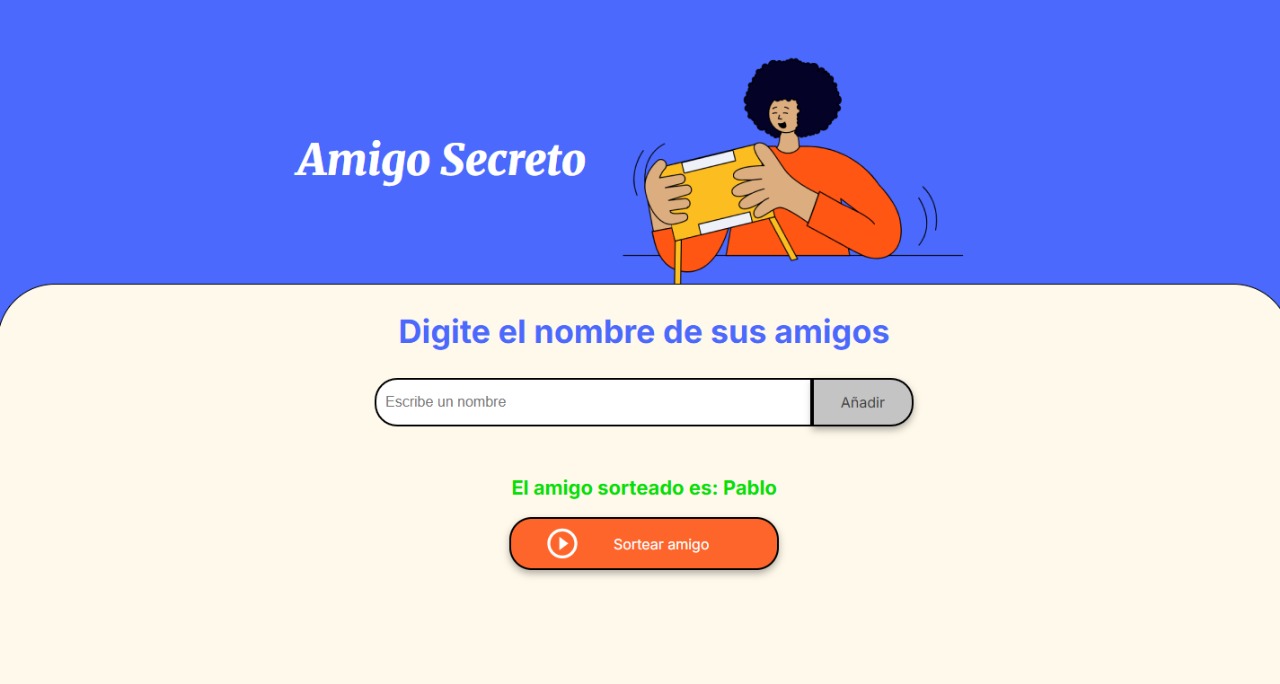 Amigo Secreto
Digite el nombre de sus amigos
Escribe un nombre
Añadir
El amigo sorteado es: Pablo
Sortear amigo